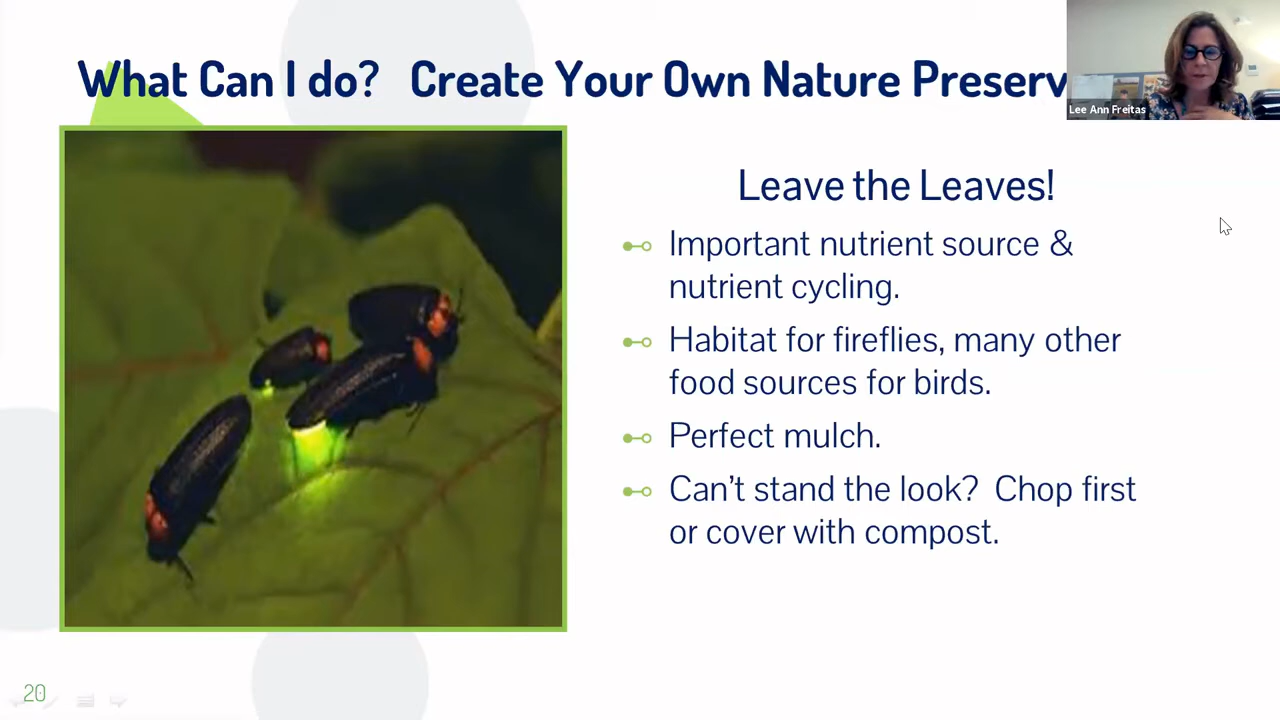 What Can I do? Create Your Own Nature Preserv
Lee Ann Freitas
Leave the Leaves!
Important nutrient source &
nutrient cycling.
Habitat for fireflies, many other
food sources for birds.
Perfect mulch.
Can't stand the look? Chop first
or cover with compost.
20